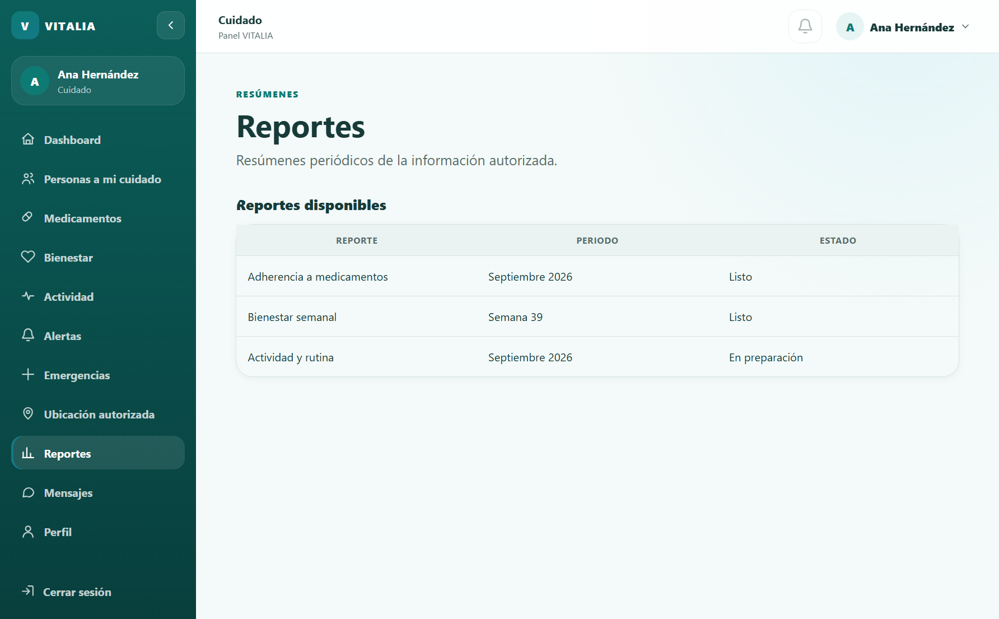 V VITALIA
A Ana Hernández
Cuidado
Dashboard
Personas a mi cuidado
Medicamentos
Bienestar
Actividad
Alertas
Emergencias
Ubicación autorizada
Reportes
Mensajes
Perfil
Cerrar sesión
Cuidado
Panel VITALIA
A Ana Hernández
RESÚMENES
Reportes
Resúmenes periódicos de la información autorizada.
Reportes disponibles
REPORTE PERIODO ESTADO
Adherencia a medicamentos Septiembre 2026 Listo
Bienestar semanal Semana 39 Listo
Actividad y rutina Septiembre 2026 En preparación